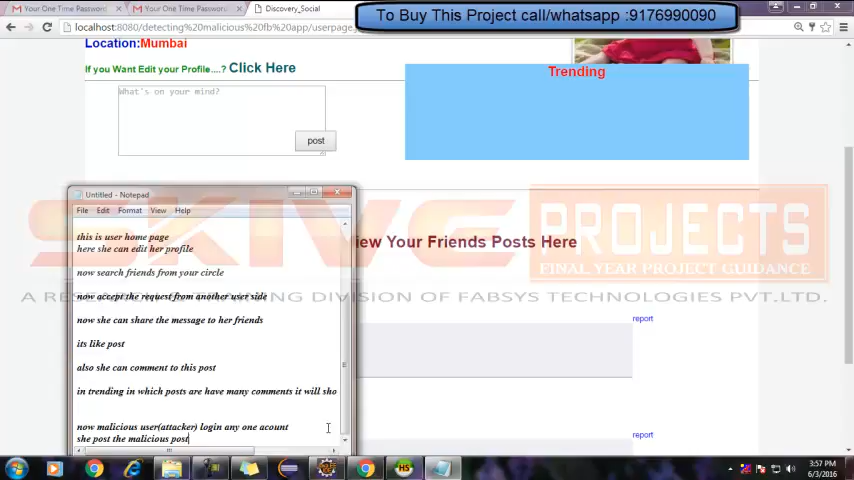 To Buy This Project call/whatsapp :9176990090
Your One Time Password
Your One Time Password
Discovery_Social
localhost:8080/detecting%20malicious%20fb%20app/userpage.j
Location:Mumbai
If you Want Edit your Profile....? Click Here
Trending
What's on your mind?
post
Untitled - Notepad
File Edit Format View Help
this is user home page
here she can edit her profile
now search friends from your circle
now accept the request from another user side
now she can share the message to her friends
its like post
also she can comment to this post
in trending in which posts are have many comments it will sho
now malicious user(attacker) login any one acount
she post the malicious post
iew Your Friends Posts Here
SKIVE PROJECTS
FINAL YEAR PROJECT GUIDANCE
DIVISION OF FABSYS TECHNOLOGIES PVT.LTD.
report
report
3:57 PM
6/3/2016